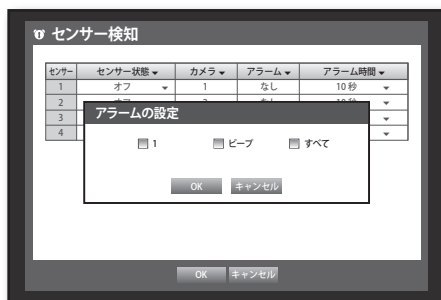 センサー検知
センサー センサー状態 カメラ アラーム アラーム時間
1 オフ 1 なし 10 秒
2
3
4
アラームの設定
1 ビープ すべて
OK キャンセル
OK キャンセル